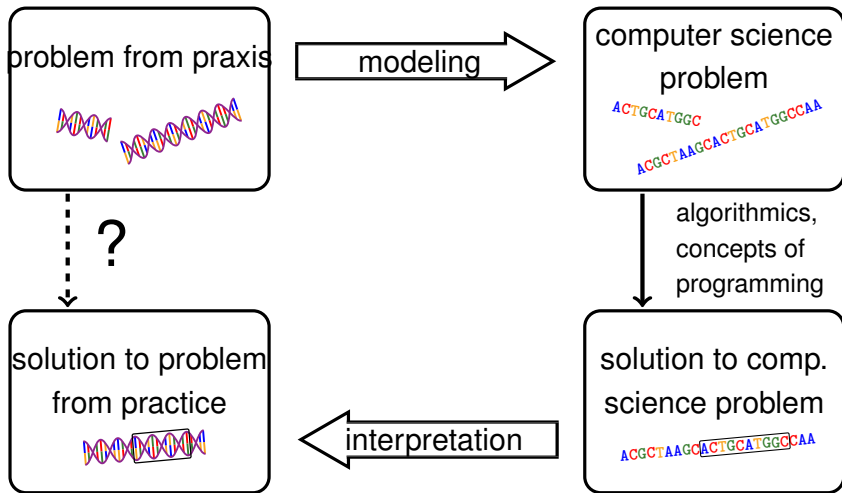 problem from praxis
modeling
computer science
problem
ACTGCATGGC
ACGCTAAGCACTGCATGGCCAA
?
algorithmics,
concepts of
programming
solution to problem
from practice
interpretation
solution to comp.
science problem
ACGCTAAGCACTGCATGGCCAA